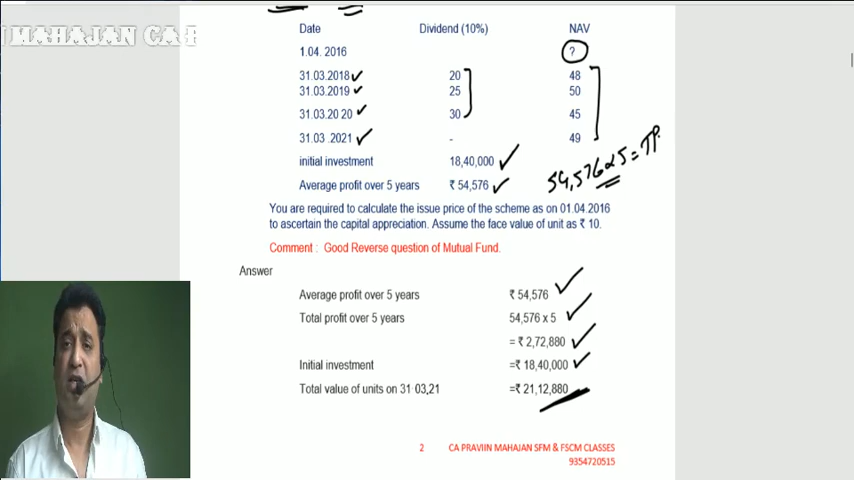 MAHAJAN CA P
Date Dividend (10%) NAV
1.04. 2016 ?
31.03.2018 20 48
31.03.2019 25 50
31.03.20 20 30 45
31.03 .2021 - 49
initial investment 18,40,000
Average profit over 5 years ₹ 54,576
54,576 x 5 = TP.
You are required to calculate the issue price of the scheme as on 01.04.2016
to ascertain the capital appreciation. Assume the face value of unit as ₹ 10.
Comment : Good Reverse question of Mutual Fund.
Answer
Average profit over 5 years ₹ 54,576
Total profit over 5 years 54,576 x 5
= ₹ 2,72,880
Initial investment =₹ 18,40,000
Total value of units on 31.03,21 =₹ 21,12,880
2 CA PRAVIIN MAHAJAN SFM & FSCM CLASSES
9354720515